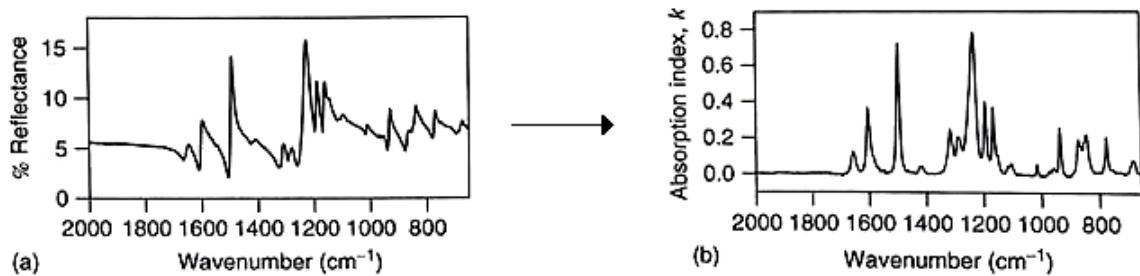 % Reflectance
15
10
5
0
2000 1800 1600 1400 1200 1000 800
(a)
Wavenumber (cm⁻¹)
Absorption index, k
0.8
0.6
0.4
0.2
0.0
2000 1800 1600 1400 1200 1000 800
(b)
Wavenumber (cm⁻¹)